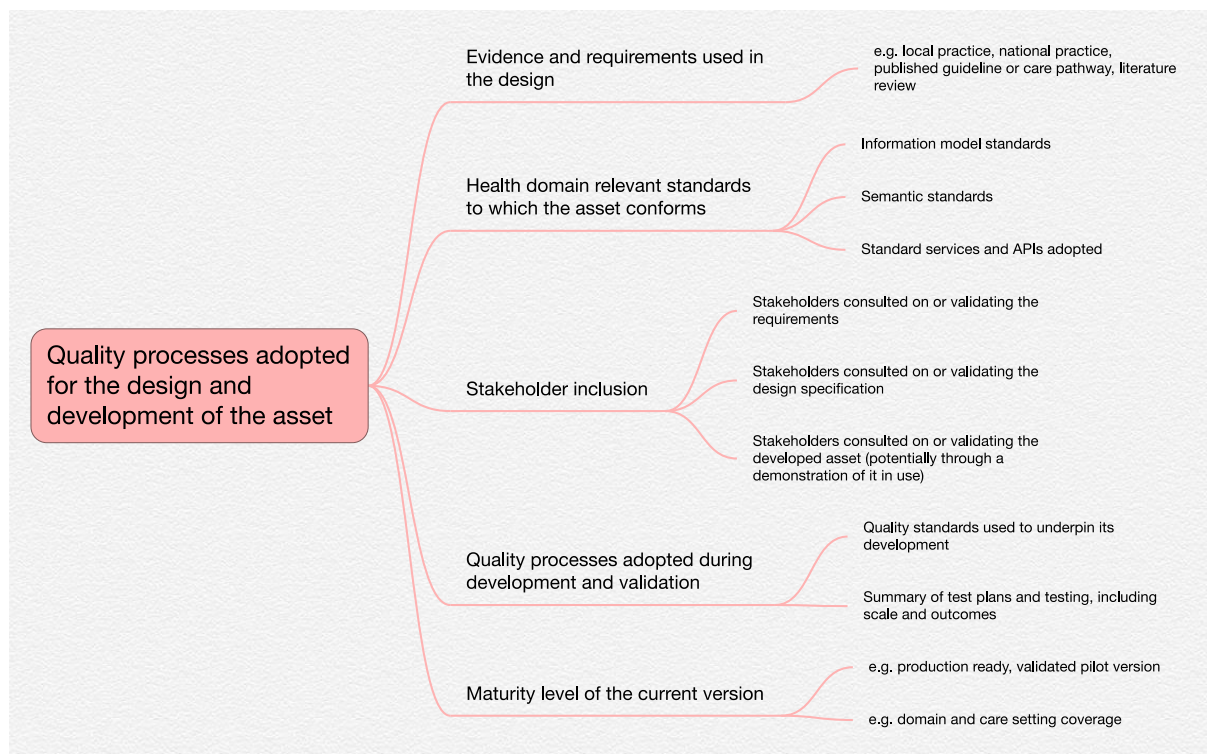 Quality processes adopted
for the design and
development of the asset
Evidence and requirements used in
the design
e.g. local practice, national practice,
published guideline or care pathway, literature
review
Health domain relevant standards
to which the asset conforms
Information model standards
Semantic standards
Standard services and APIs adopted
Stakeholder inclusion
Stakeholders consulted on or validating the
requirements
Stakeholders consulted on or validating the
design specification
Stakeholders consulted on or validating the
developed asset (potentially through a
demonstration of it in use)
Quality processes adopted during
development and validation
Quality standards used to underpin its
development
Summary of test plans and testing, including
scale and outcomes
Maturity level of the current version
e.g. production ready, validated pilot version
e.g. domain and care setting coverage